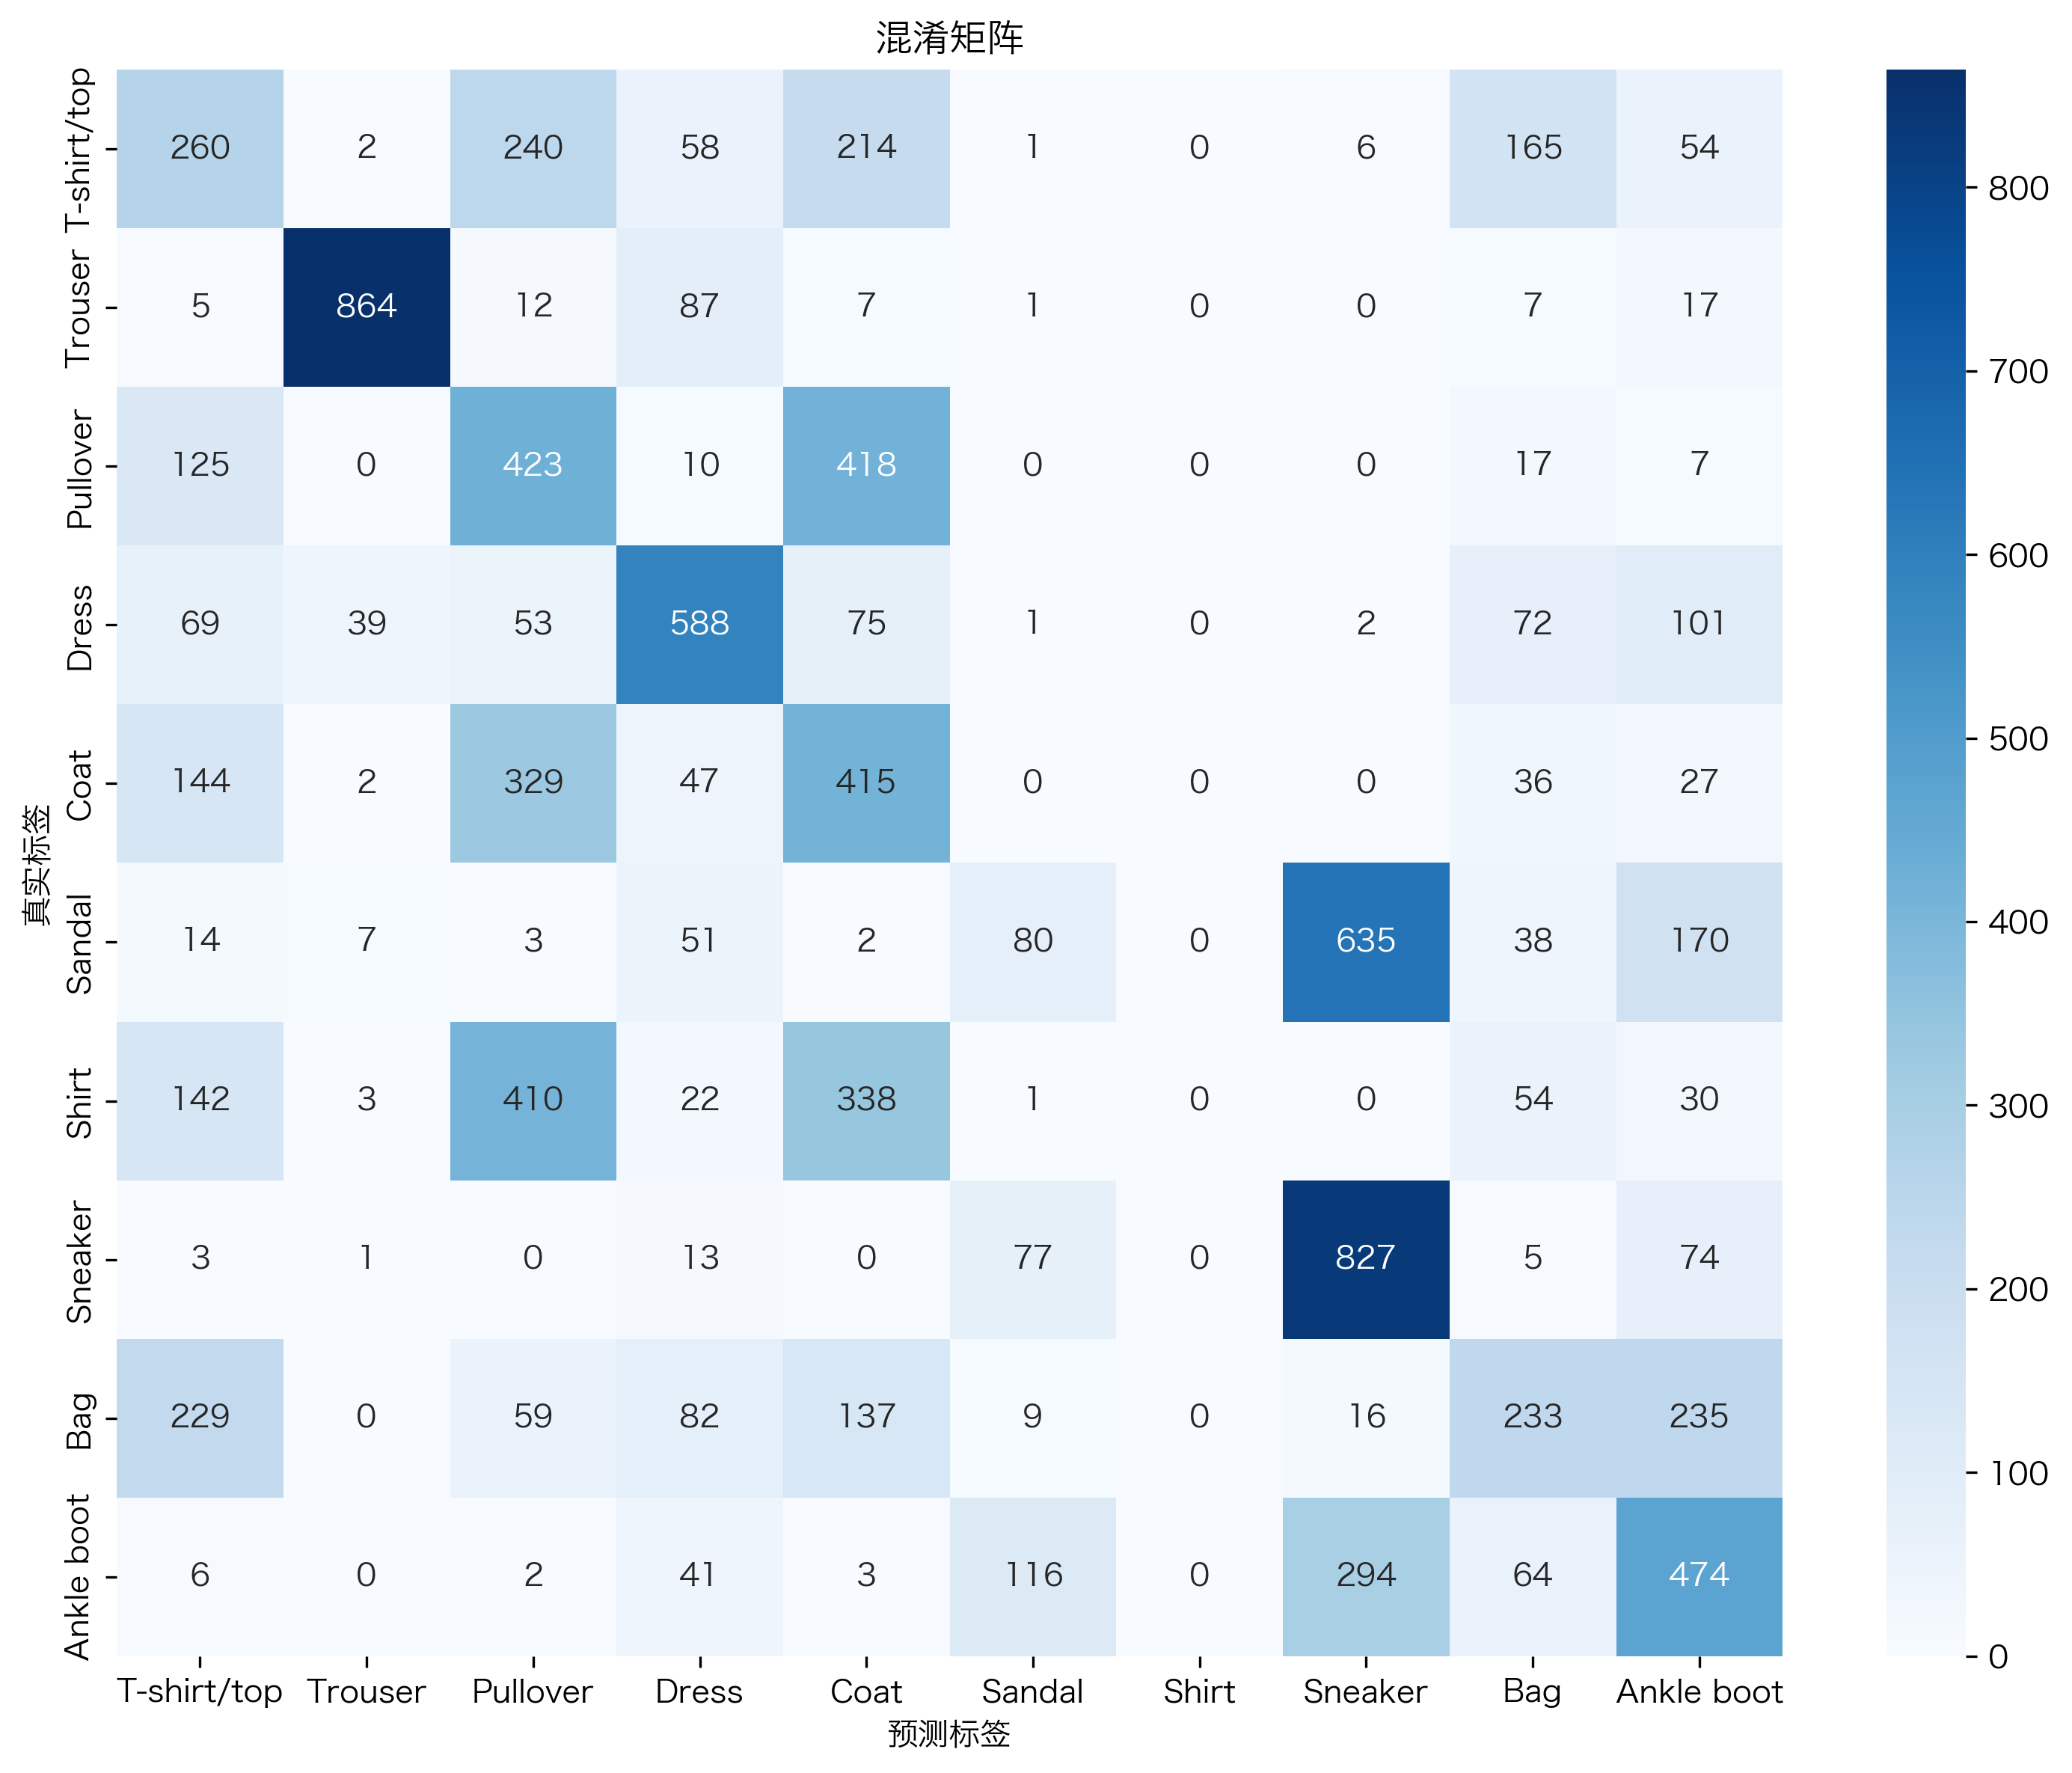 混淆矩阵
T-shirt/top 260 2 240 58 214 1 0 6 165 54
Trouser 5 864 12 87 7 1 0 0 7 17
Pullover 125 0 423 10 418 0 0 0 17 7
Dress 69 39 53 588 75 1 0 2 72 101
Coat 144 2 329 47 415 0 0 0 36 27
Sandal 14 7 3 51 2 80 0 635 38 170
Shirt 142 3 410 22 338 1 0 0 54 30
Sneaker 3 1 0 13 0 77 0 827 5 74
Bag 229 0 59 82 137 9 0 16 233 235
Ankle boot 6 0 2 41 3 116 0 294 64 474
T-shirt/top Trouser Pullover Dress Coat Sandal Shirt Sneaker Bag Ankle boot
预测标签
真实标签
800
700
600
500
400
300
200
100
0